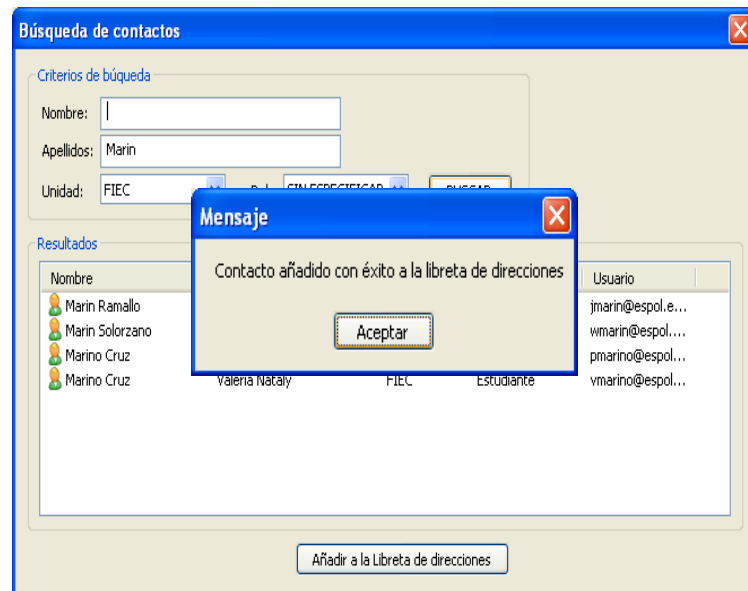 Búsqueda de contactos
Criterios de búqueda
Nombre:
Apellidos: Marin
Unidad: FIEC
Mensaje
Contacto añadido con éxito a la libreta de direcciones
Aceptar
Resultados
Nombre Usuario
Marin Ramallo jmarin@espol.e...
Marin Solorzano wmarin@espol....
Marino Cruz pmarino@espol...
Marino Cruz Valeria Nataly FIEC Estudiante vmarino@espol...
Añadir a la Libreta de direcciones